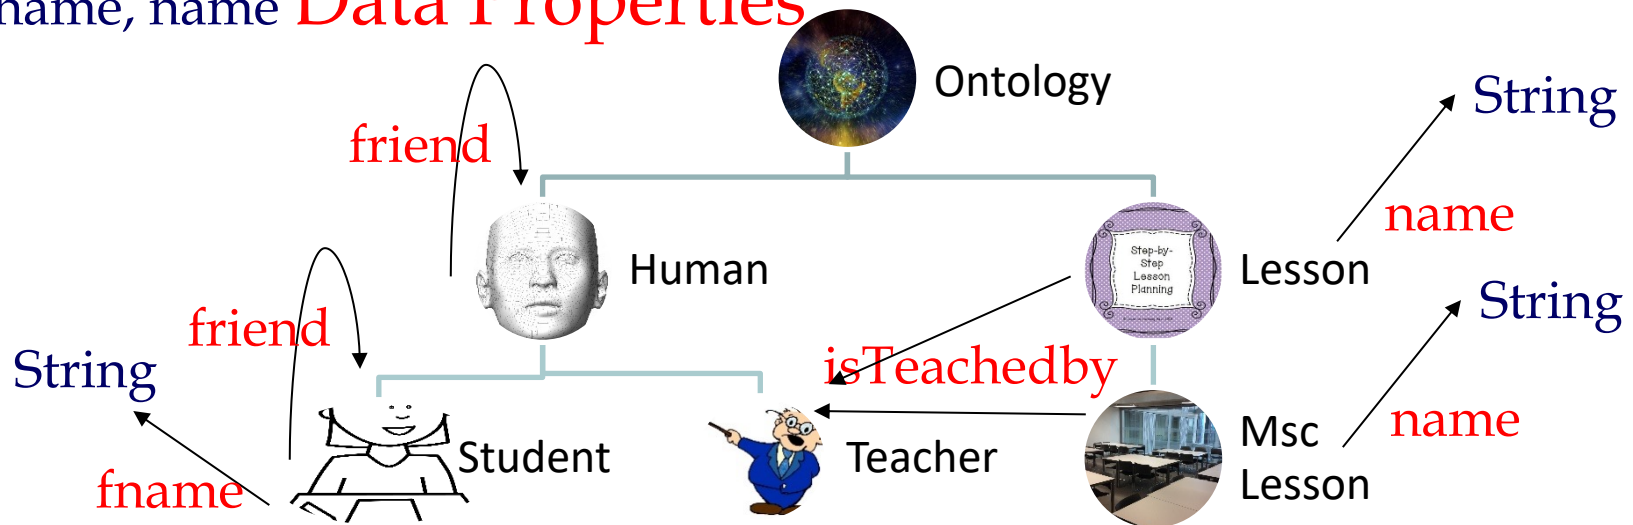 name, name Data Properties
Ontology
String
friend
name
Human
Step-by-
Step
Lesson
Planning
Lesson
String
friend
String
isTeachedby
name
Msc
Lesson
Student
Teacher
fname